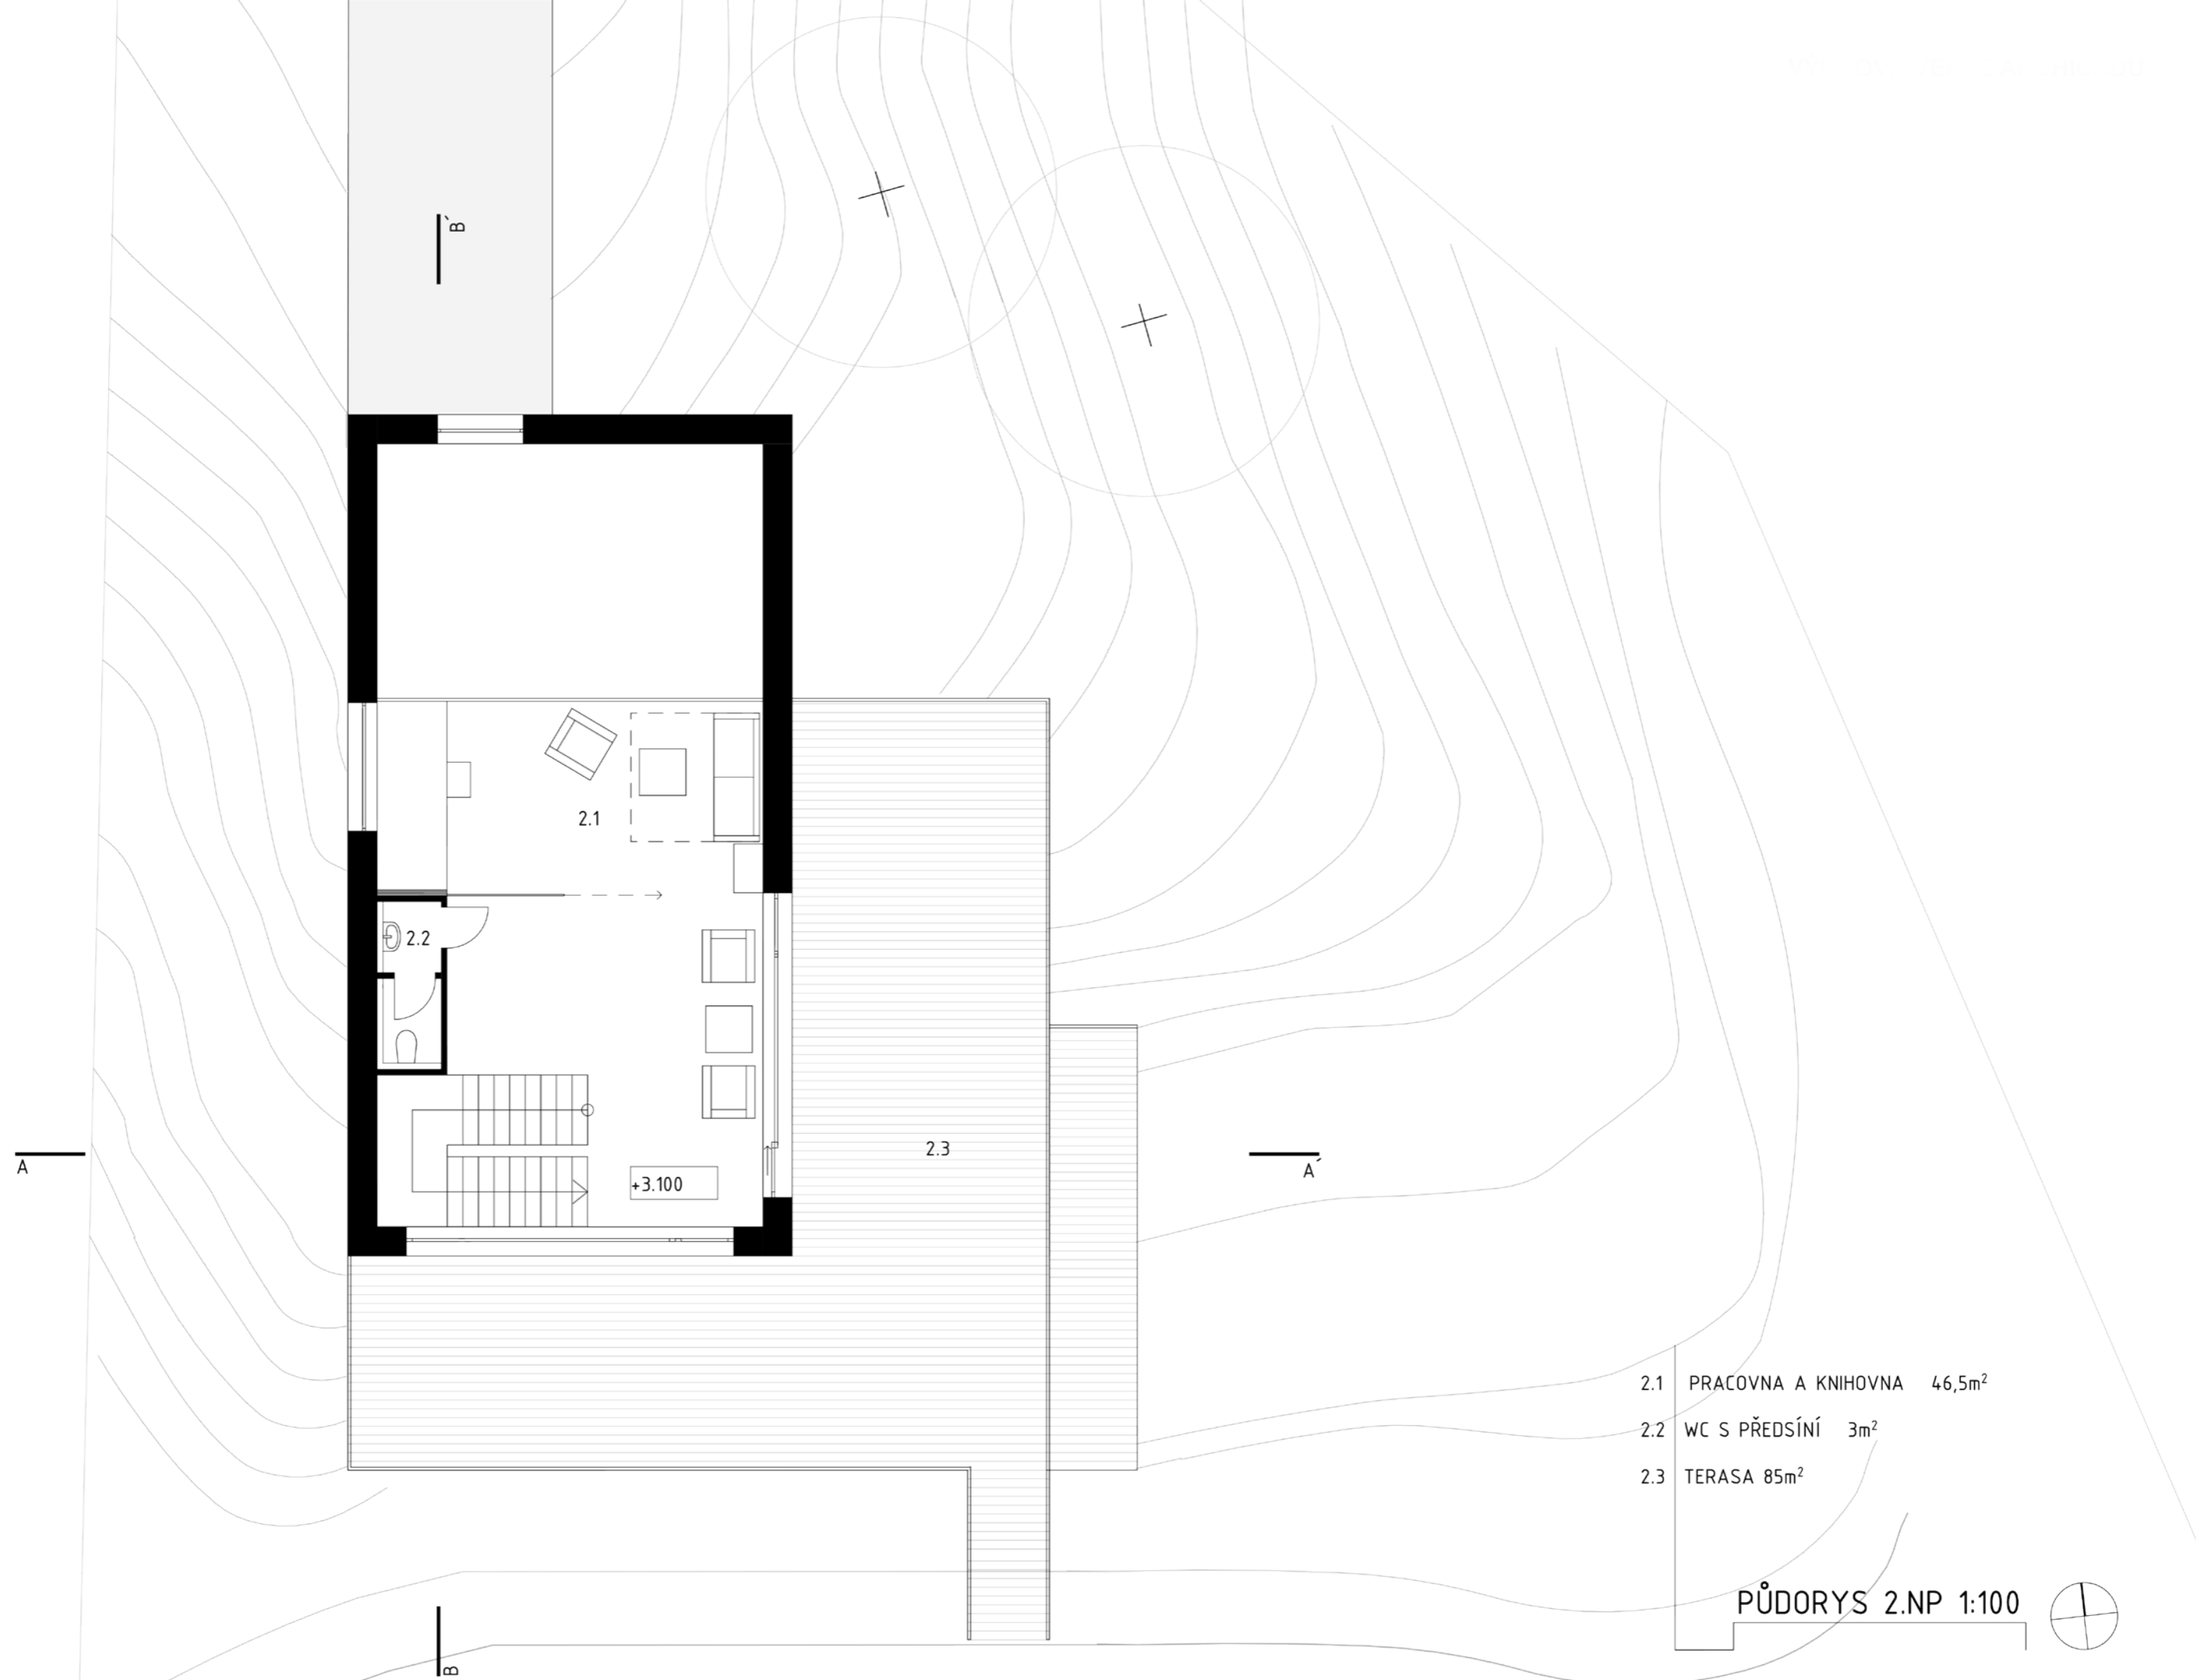 B´
2.1
2.2
2.3
A
A´
+3.100
2.1 PRACOVNA A KNIHOVNA 46,5m²
2.2 WC S PŘEDSÍNÍ 3m²
2.3 TERASA 85m²
PŮDORYS 2.NP 1:100
B